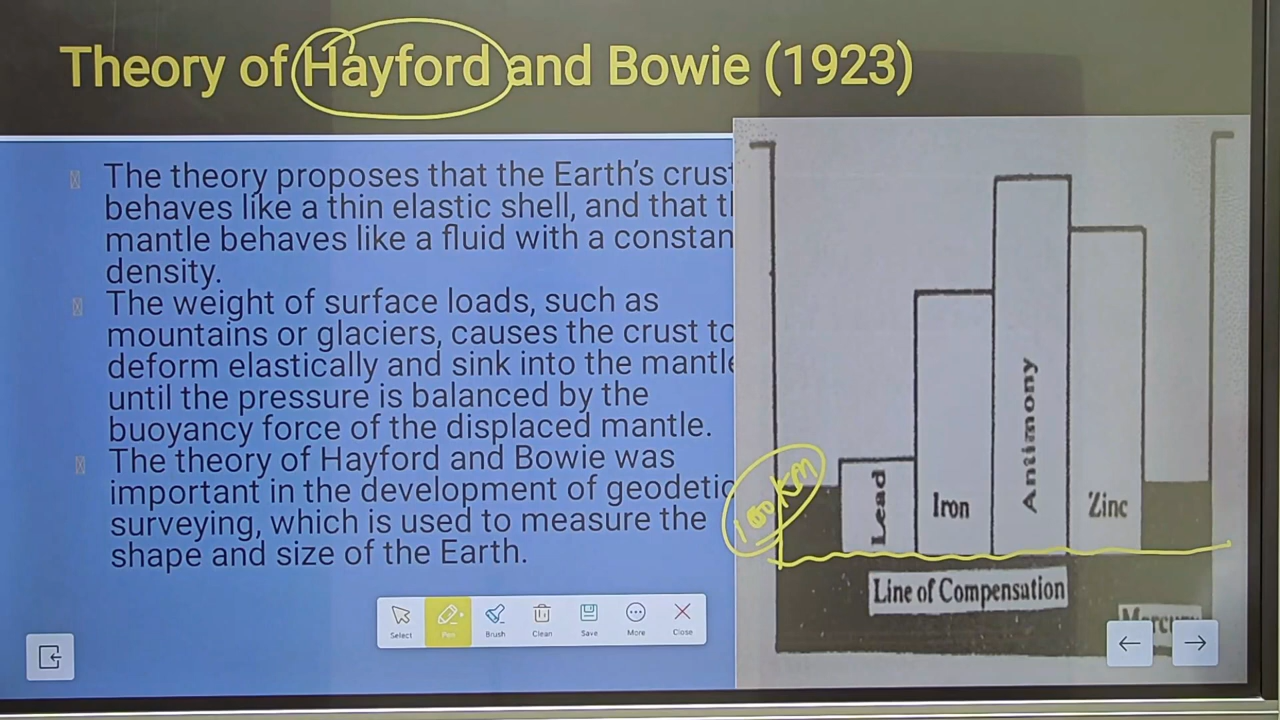 Theory of Hayford and Bowie (1923)
The theory proposes that the Earth's crust
behaves like a thin elastic shell, and that
mantle behaves like a fluid with a constan
density.
The weight of surface loads, such as
mountains or glaciers, causes the crust to
deform elastically and sink into the mantle
until the pressure is balanced by the
buoyancy force of the displaced mantle.
The theory of Hayford and Bowie was
important in the development of geodetic
surveying, which is used to measure the
shape and size of the Earth.
100 KM
Lead
Iron
Antimony
Zinc
Line of Compensation
Mercury
Select
Pen
Brush
Clean
Save
More
Close